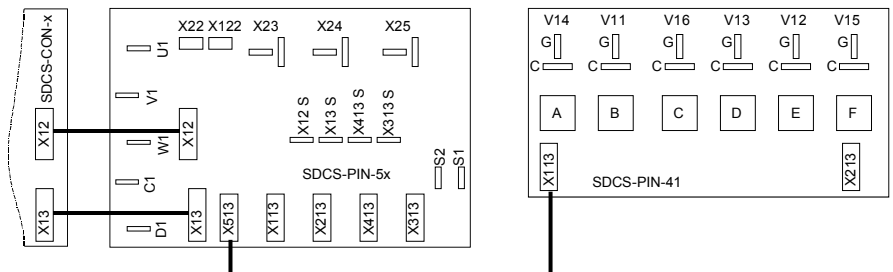 SDCS-CON-x
X12
X13
X22 X122 X23 X24 X25
U1
V1
W1
C1
D1
X12
X12 S
X13 S
X413 S
X313 S
S2
S1
SDCS-PIN-5x
X13
X513
X113
X213
X413
X313
V14 V11 V16 V13 V12 V15
G G G G G G
C C C C C C
A B C D E F
X113
SDCS-PIN-41
X213